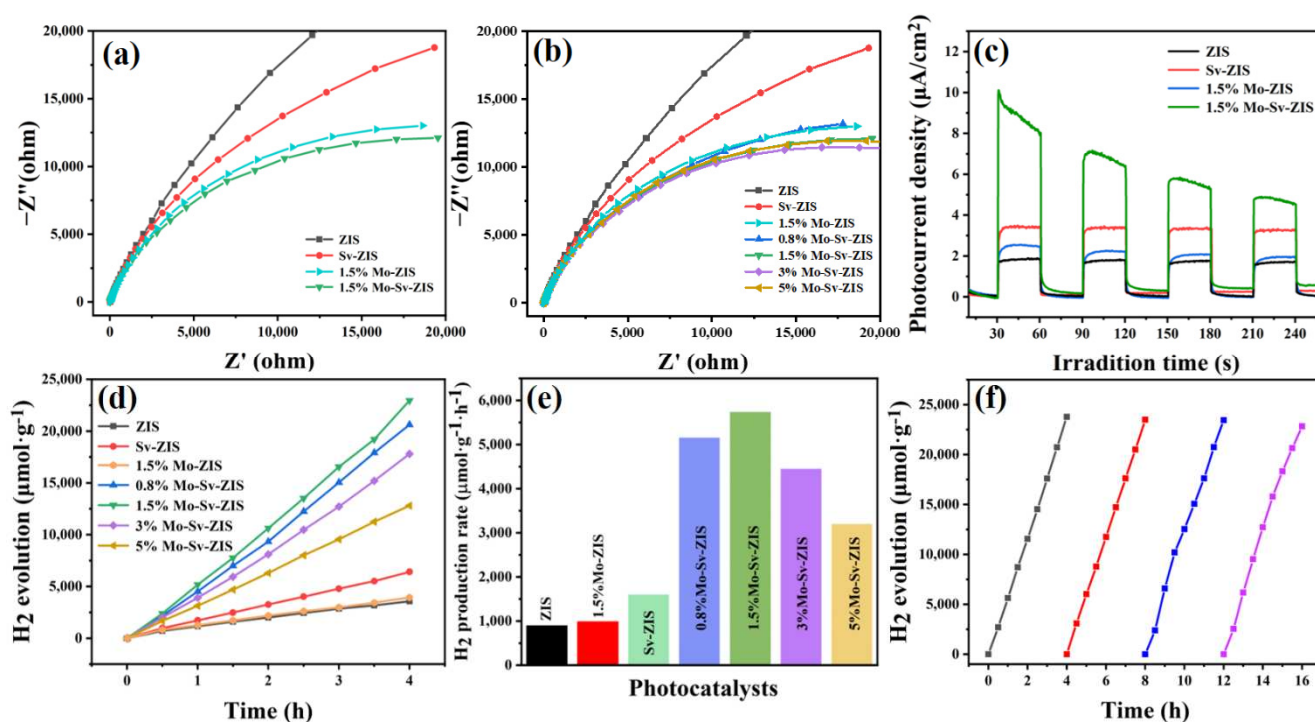 (a)
20,000
15,000
10,000
5,000
0
−Z''(ohm)
ZIS
Sv-ZIS
1.5% Mo-ZIS
1.5% Mo-Sv-ZIS
0 5,000 10,000 15,000 20,000
Z' (ohm)
(b)
20,000
15,000
10,000
5,000
0
−Z''(ohm)
ZIS
Sv-ZIS
1.5% Mo-ZIS
0.8% Mo-Sv-ZIS
1.5% Mo-Sv-ZIS
3% Mo-Sv-ZIS
5% Mo-Sv-ZIS
0 5,000 10,000 15,000 20,000
Z' (ohm)
(c)
12
10
8
6
4
2
0
Photocurrent density (μA/cm²)
ZIS
Sv-ZIS
1.5% Mo-ZIS
1.5% Mo-Sv-ZIS
30 60 90 120 150 180 210 240
Irradition time (s)
(d)
25,000
20,000
15,000
10,000
5,000
0
H2 evolution (μmol·g⁻¹)
ZIS
Sv-ZIS
1.5% Mo-ZIS
0.8% Mo-Sv-ZIS
1.5% Mo-Sv-ZIS
3% Mo-Sv-ZIS
5% Mo-Sv-ZIS
0 1 2 3 4
Time (h)
(e)
6,000
5,000
4,000
3,000
2,000
1,000
0
H2 production rate (μmol·g⁻¹·h⁻¹)
ZIS
1.5%Mo-ZIS
Sv-ZIS
0.8%Mo-Sv-ZIS
1.5%Mo-Sv-ZIS
3%Mo-Sv-ZIS
5%Mo-Sv-ZIS
Photocatalysts
(f)
25,000
20,000
15,000
10,000
5,000
0
H2 evolution (μmol·g⁻¹)
0 2 4 6 8 10 12 14 16
Time (h)